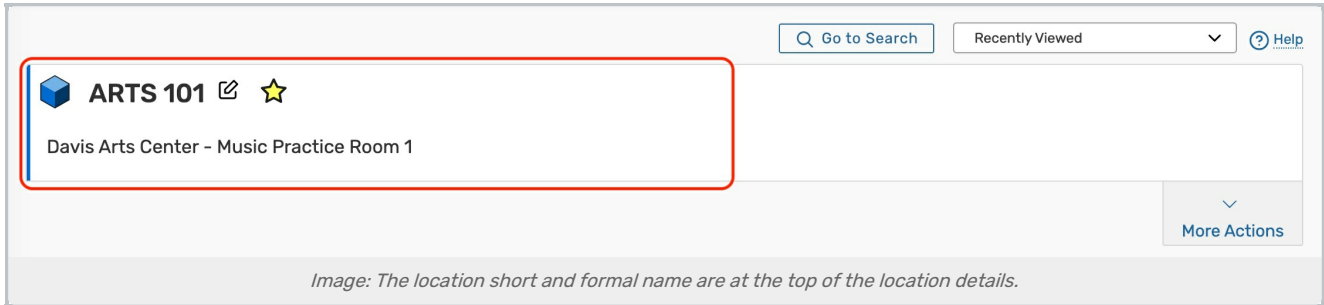 Go to Search
Recently Viewed
Help
ARTS 101
Davis Arts Center - Music Practice Room 1
More Actions
Image: The location short and formal name are at the top of the location details.